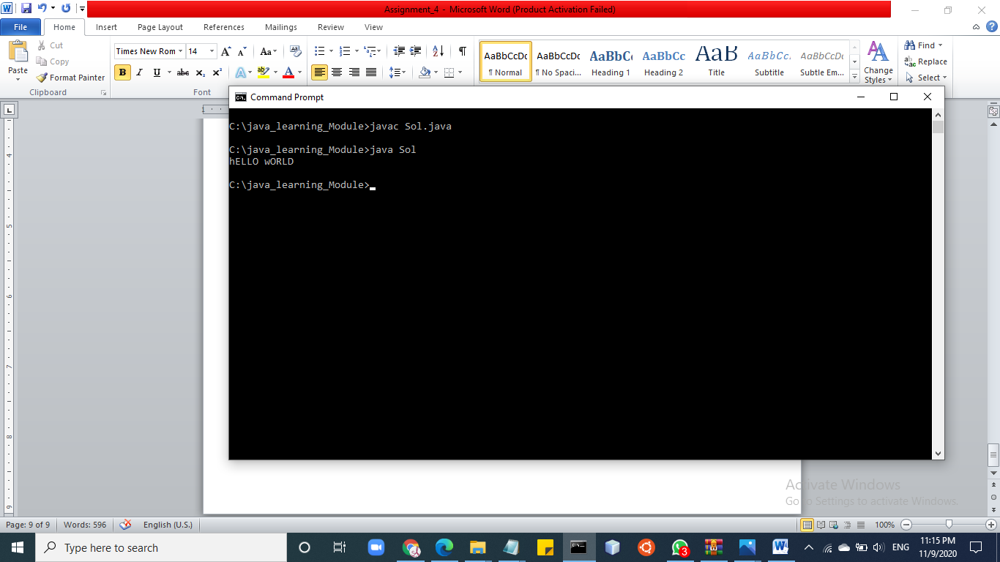 Assignment_4 - Microsoft Word (Product Activation Failed)
File Home Insert Page Layout References Mailings Review View
Paste
Cut
Copy
Format Painter
Clipboard
Times New Rom 14
Font
AaBbCcDc AaBbCcDc AaBbCc AaBbCc AaB AaBbCc. AaBbCcDc
¶ Normal ¶ No Spaci... Heading 1 Heading 2 Title Subtitle Subtle Em...
Change
Styles
Find
Replace
Select
Command Prompt
C:\java_learning_Module>javac Sol.java
C:\java_learning_Module>java Sol
hELLO wORLD
C:\java_learning_Module>
Activate Windows
Go to Settings to activate Windows.
Page: 9 of 9 Words: 596 English (U.S.) 100%
Type here to search
3
ENG
11:15 PM
11/9/2020